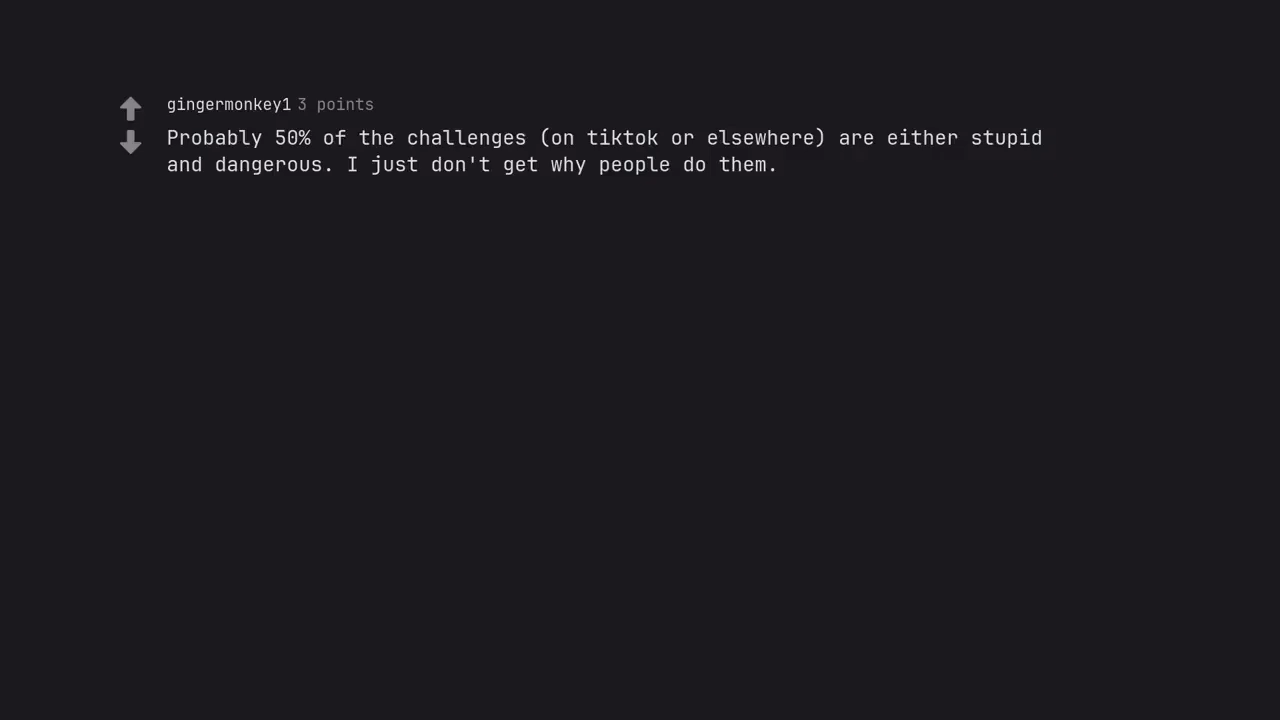 gingermonkey1 3 points
Probably 50% of the challenges (on tiktok or elsewhere) are either stupid
and dangerous. I just don't get why people do them.